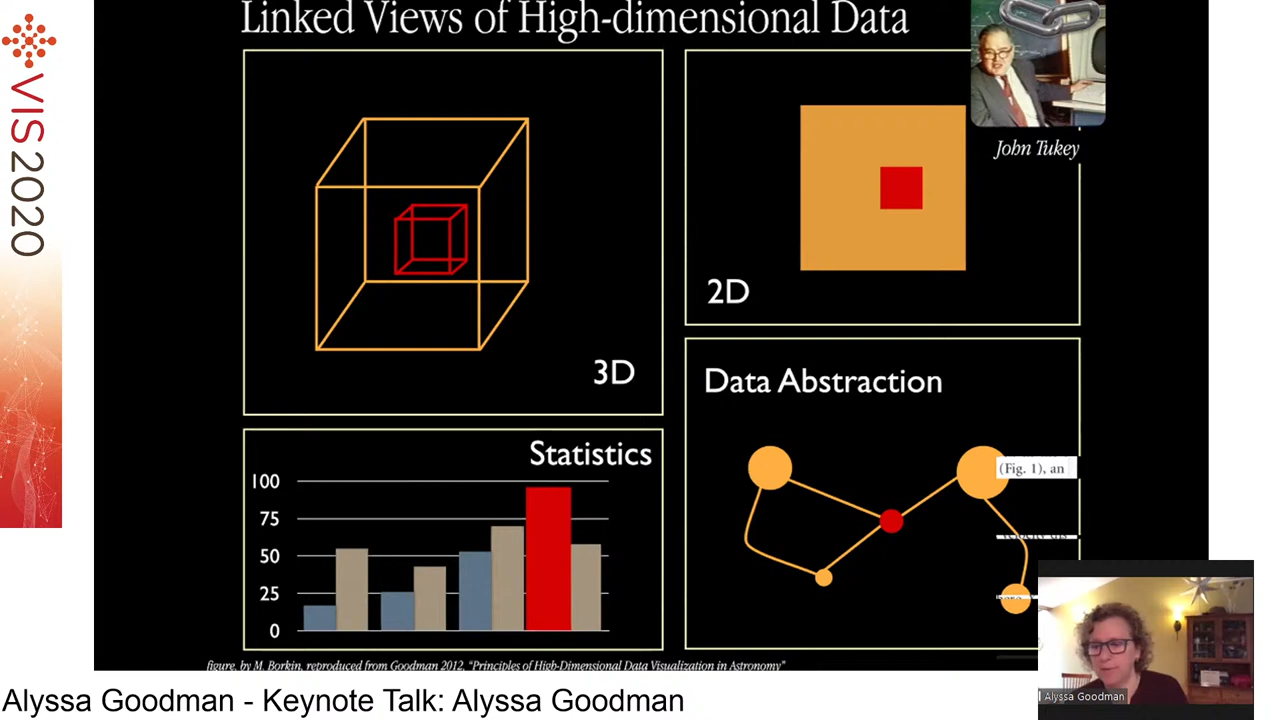 Linked Views of High-dimensional Data
VIS2020
John Tukey
3D
2D
Data Abstraction
(Fig. 1), an
Statistics
100
75
50
25
0
figure, by M. Borkin, reproduced from Goodman 2012, "Principles of High-Dimensional Data Visualization in Astronomy"
Alyssa Goodman
Alyssa Goodman - Keynote Talk: Alyssa Goodman